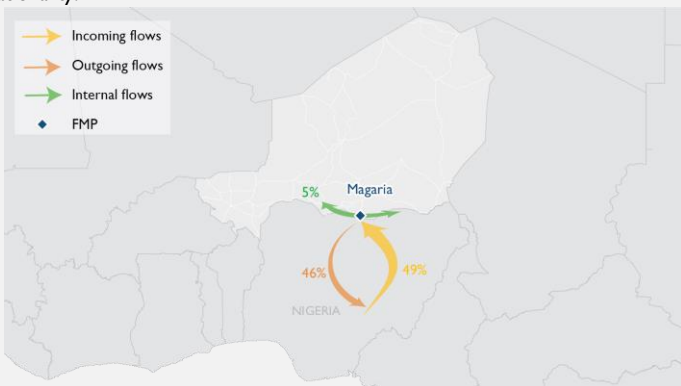 Incoming flows
Outgoing flows
Internal flows
FMP
5%
Magaria
46%
49%
NIGERIA